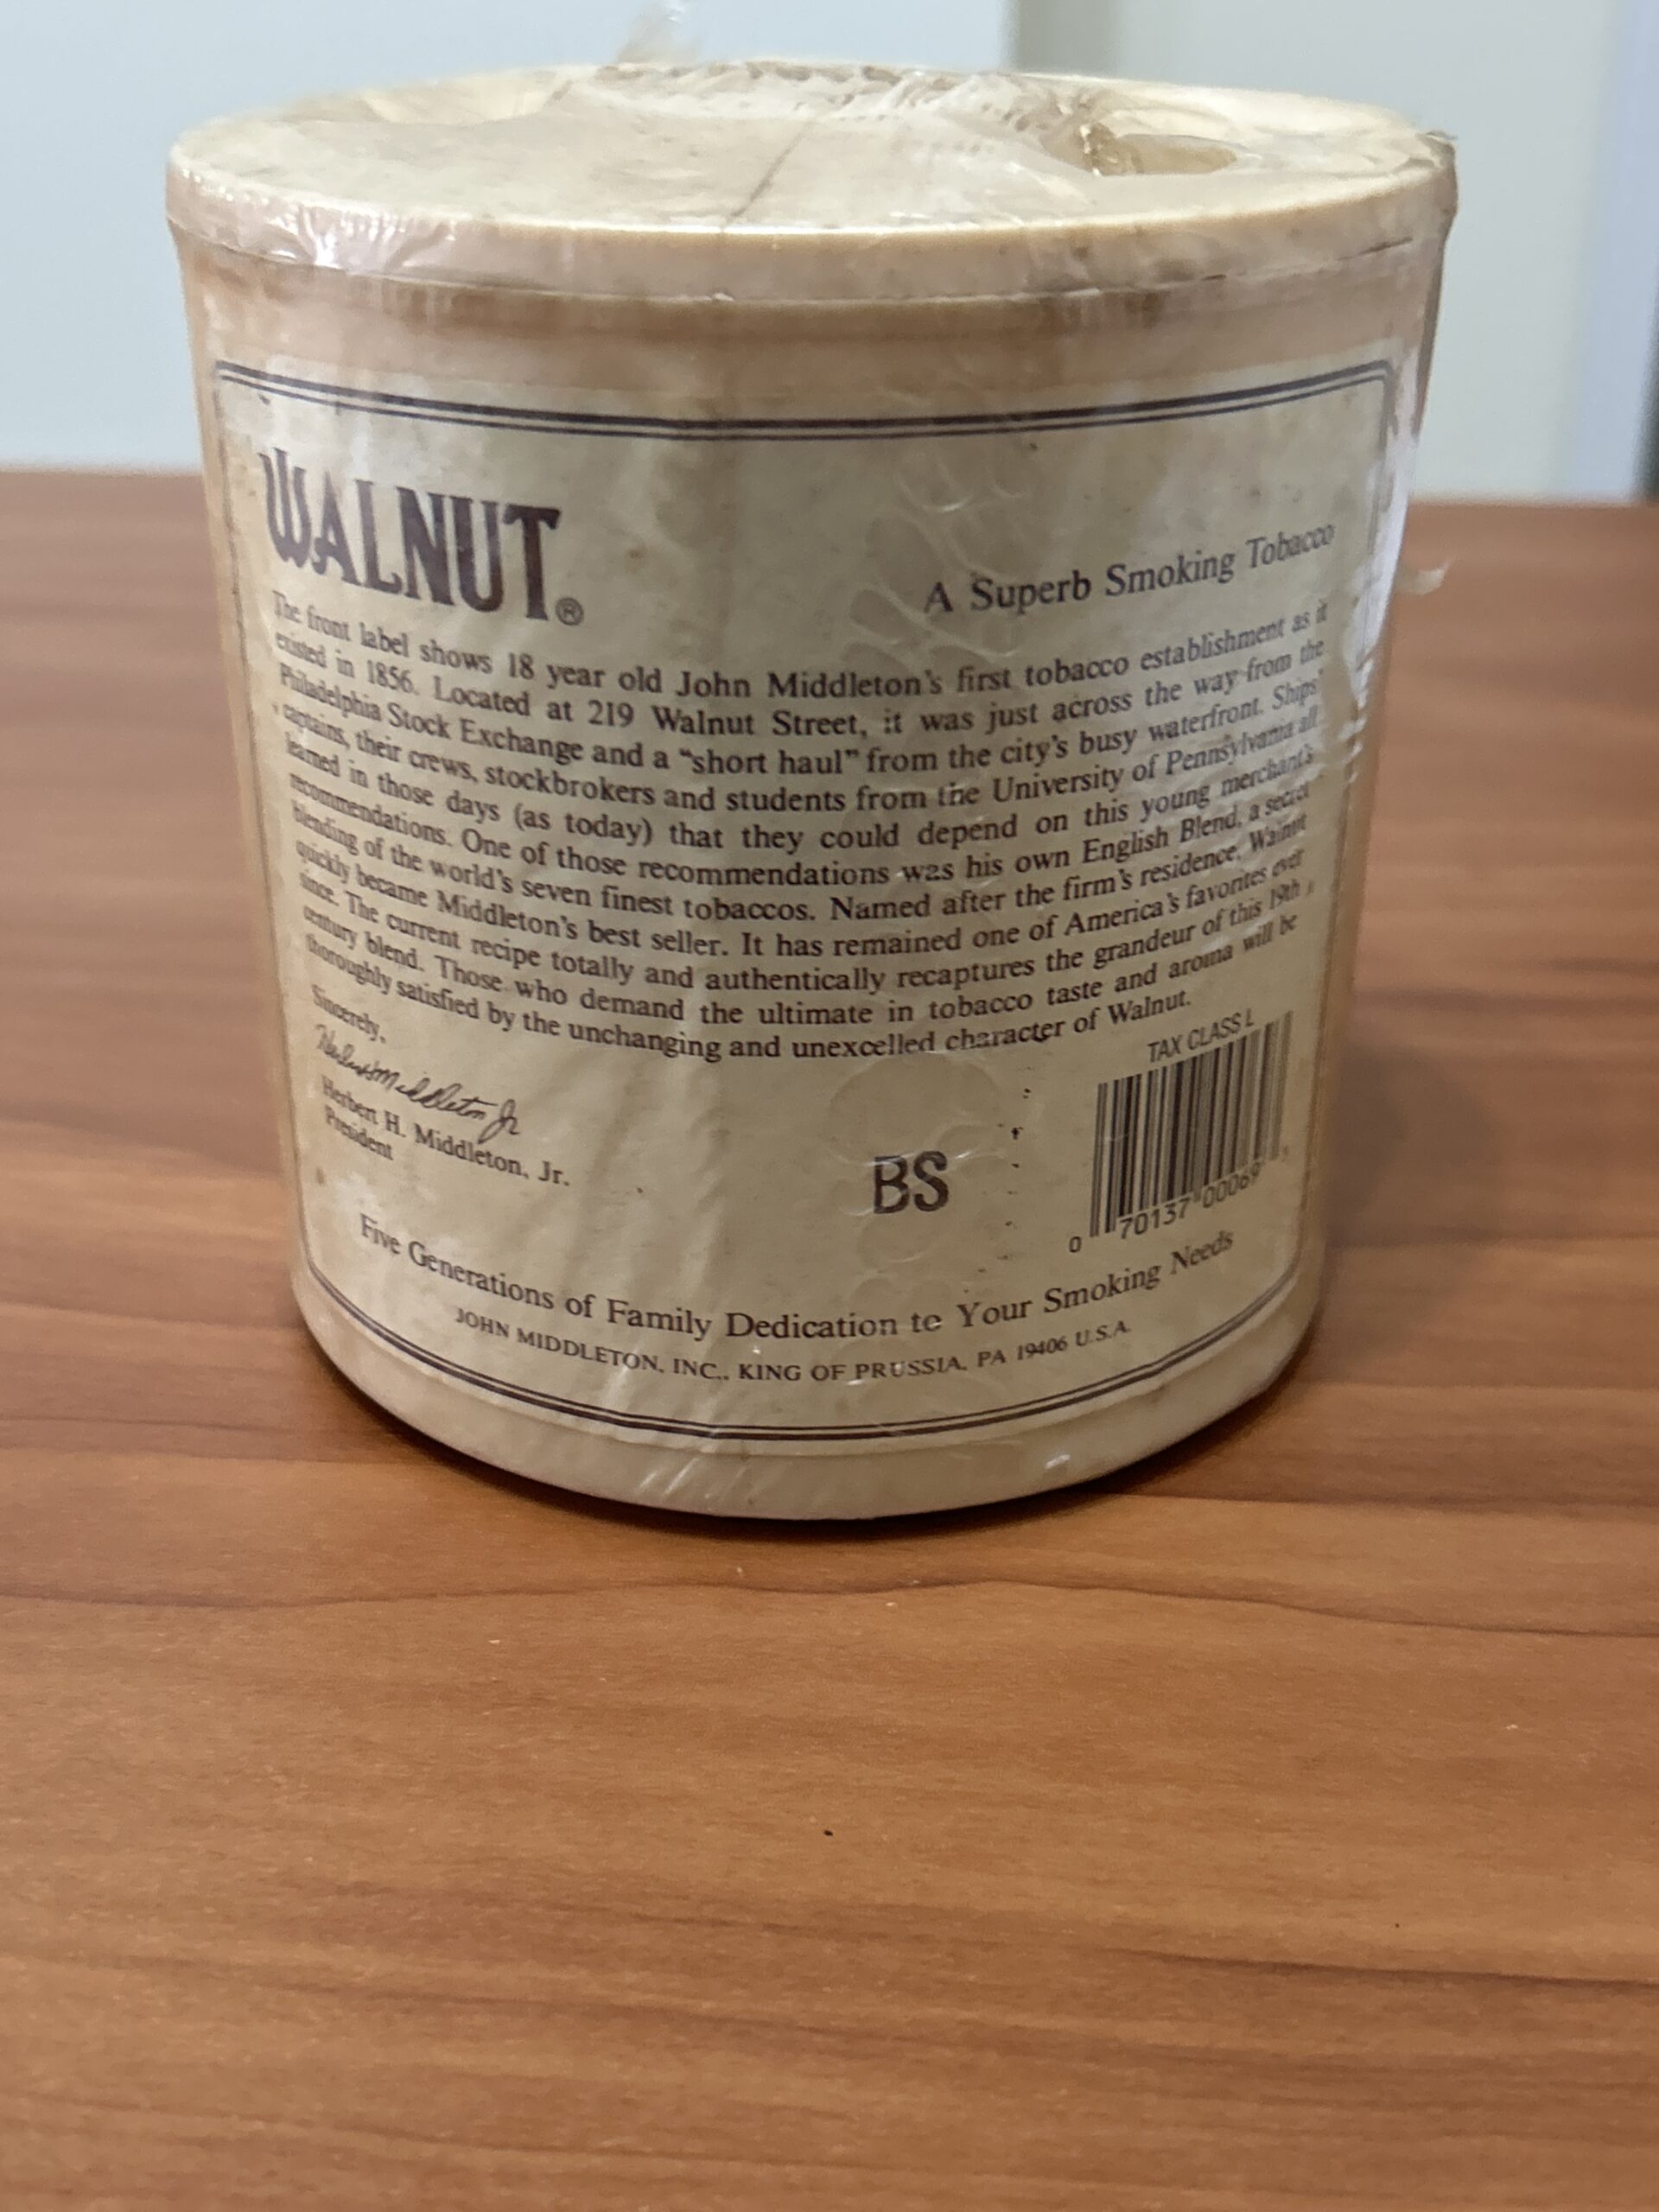 WALNUT®
A Superb Smoking Tobacco
The front label shows 18 year old John Middleton's first tobacco establishment as it
existed in 1856. Located at 219 Walnut Street, it was just across the way from the
Philadelphia Stock Exchange and a "short haul" from the city's busy waterfront. Ships'
captains, their crews, stockbrokers and students from the University of Pennsylvania all
learned in those days (as today) that they could depend on this young merchant's
recommendations. One of those recommendations was his own English Blend, a secret
blending of the world's seven finest tobaccos. Named after the firm's residence, Walnut
quickly became Middleton's best seller. It has remained one of America's favorites ever
since. The current recipe totally and authentically recaptures the grandeur of this 19th
century blend. Those who demand the ultimate in tobacco taste and aroma will be
thoroughly satisfied by the unchanging and unexcelled character of Walnut.
Sincerely,
Herbert H. Middleton, Jr.
President
TAX CLASS L
BS
0 70137 00069
Five Generations of Family Dedication to Your Smoking Needs
JOHN MIDDLETON, INC., KING OF PRUSSIA, PA 19406 U.S.A.